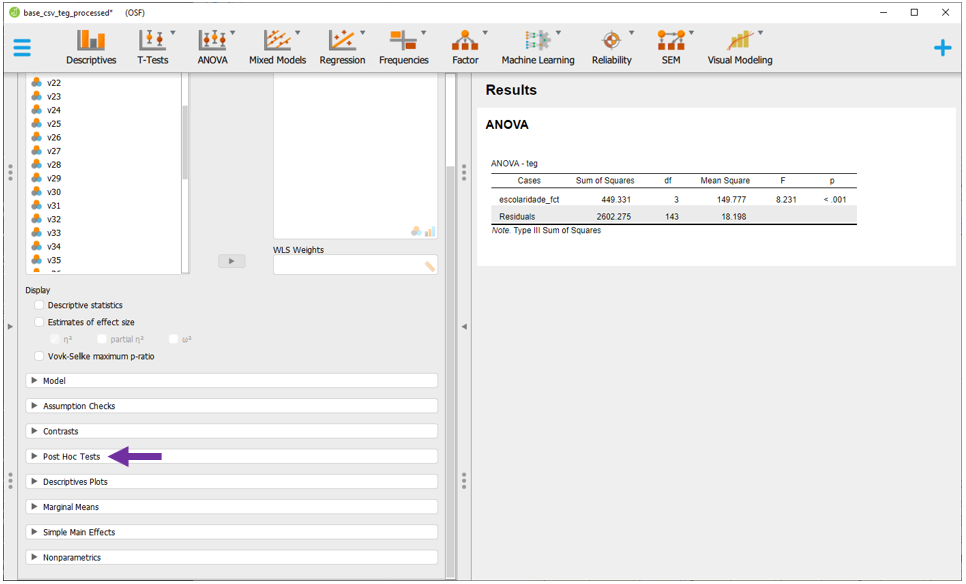 base_csv_teg_processed* (OSF)
Descriptives T-Tests ANOVA Mixed Models Regression Frequencies Factor Machine Learning Reliability SEM Visual Modeling
v22
v23
v24
v25
v26
v27
v28
v29
v30
v31
v32
v33
v34
v35
WLS Weights
Display
Descriptive statistics
Estimates of effect size
η² partial η² ω²
Vovk-Sellke maximum p-ratio
Model
Assumption Checks
Contrasts
Post Hoc Tests
Descriptives Plots
Marginal Means
Simple Main Effects
Nonparametrics
Results
ANOVA
ANOVA - teg
Cases Sum of Squares df Mean Square F p
escolaridade_fct 449.331 3 149.777 8.231 < .001
Residuals 2602.275 143 18.198
Note. Type III Sum of Squares